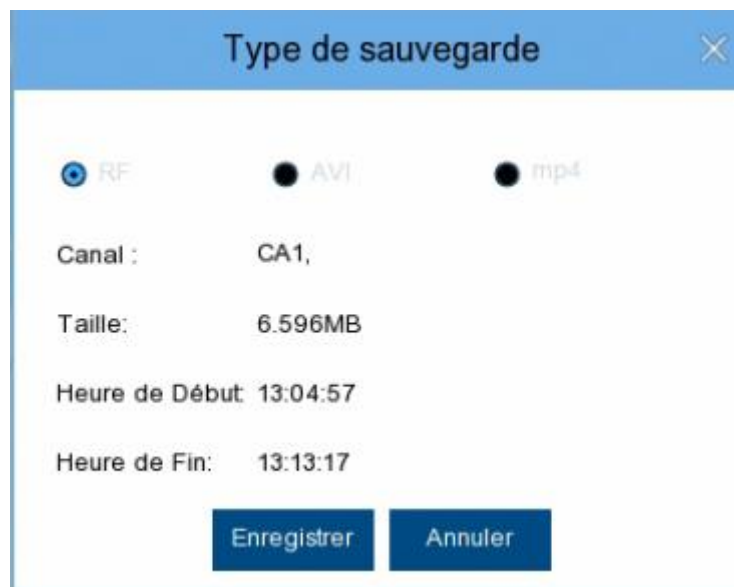 Type de sauvegarde
RF AVI mp4
Canal : CA1,
Taille: 6.596MB
Heure de Début: 13:04:57
Heure de Fin: 13:13:17
Enregistrer Annuler